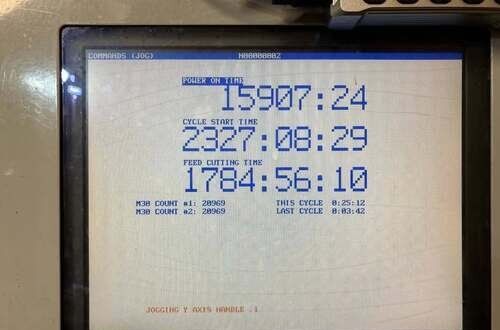 COMMANDS (JOG) N00000002
POWER ON TIME
15907:24
CYCLE START TIME
2327:08:29
FEED CUTTING TIME
1784:56:10
M30 COUNT #1: 20969 THIS CYCLE 0:25:12
M30 COUNT #2: 20969 LAST CYCLE 0:03:42
JOGGING Y AXIS HANDLE .1